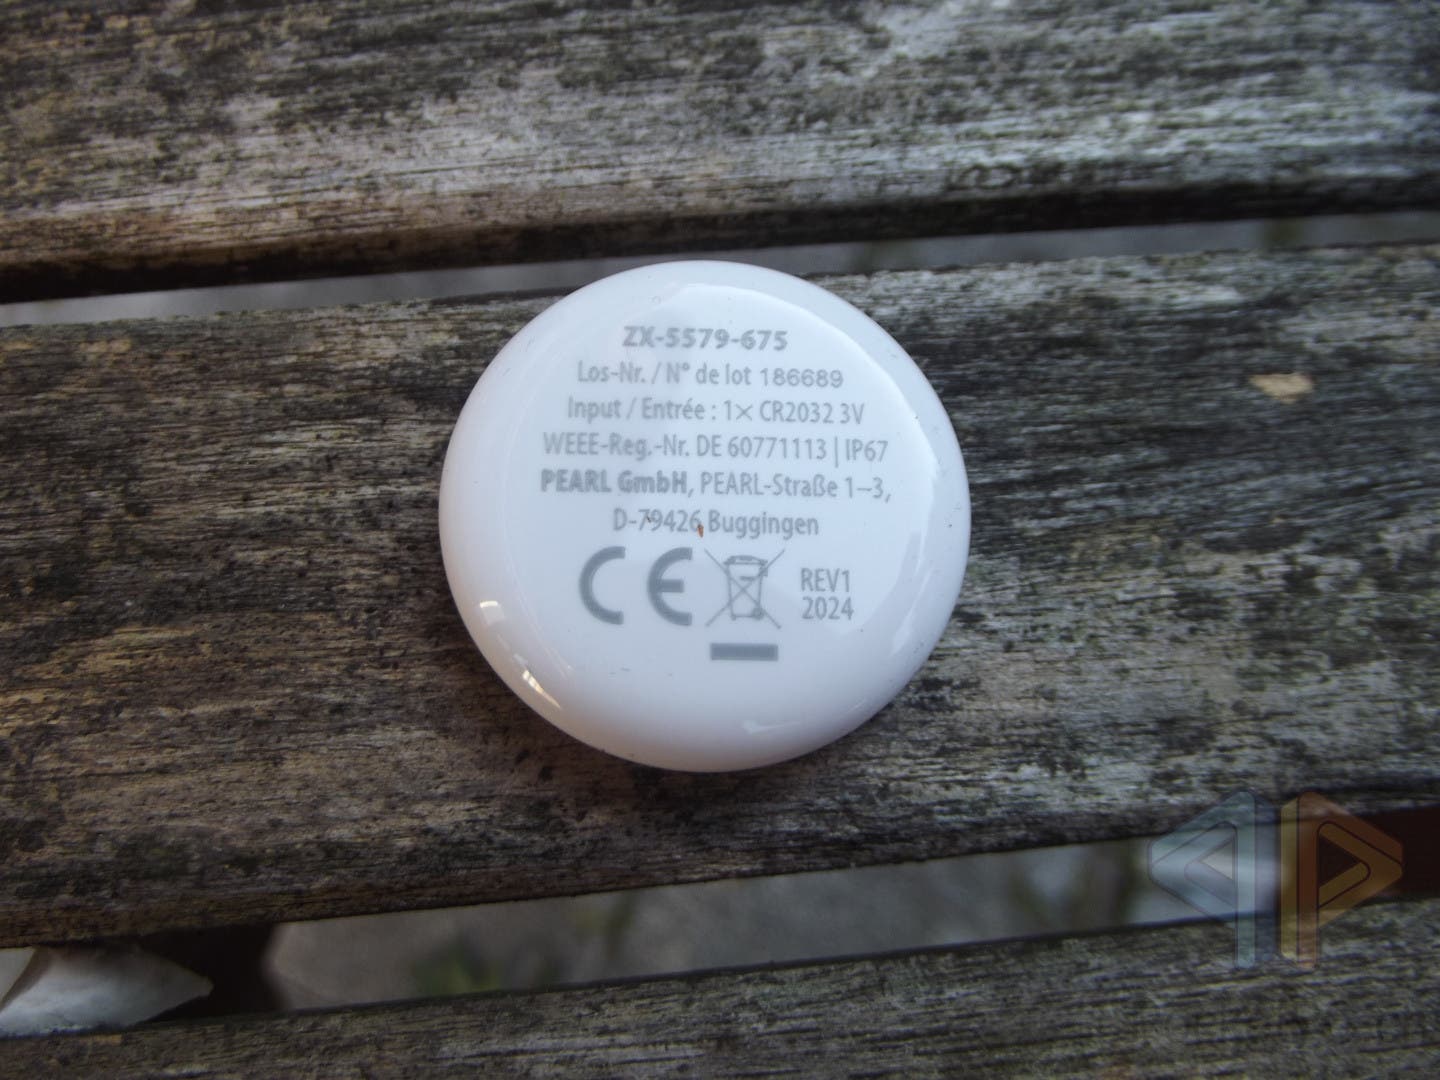 ZX-5579-675
Los-Nr. / N° de lot 186689
Input / Entrée : 1× CR2032 3V
WEEE-Reg.-Nr. DE 60771113 | IP67
PEARL GmbH, PEARL-Straße 1–3,
D-79426 Buggingen
CE
REV1
2024